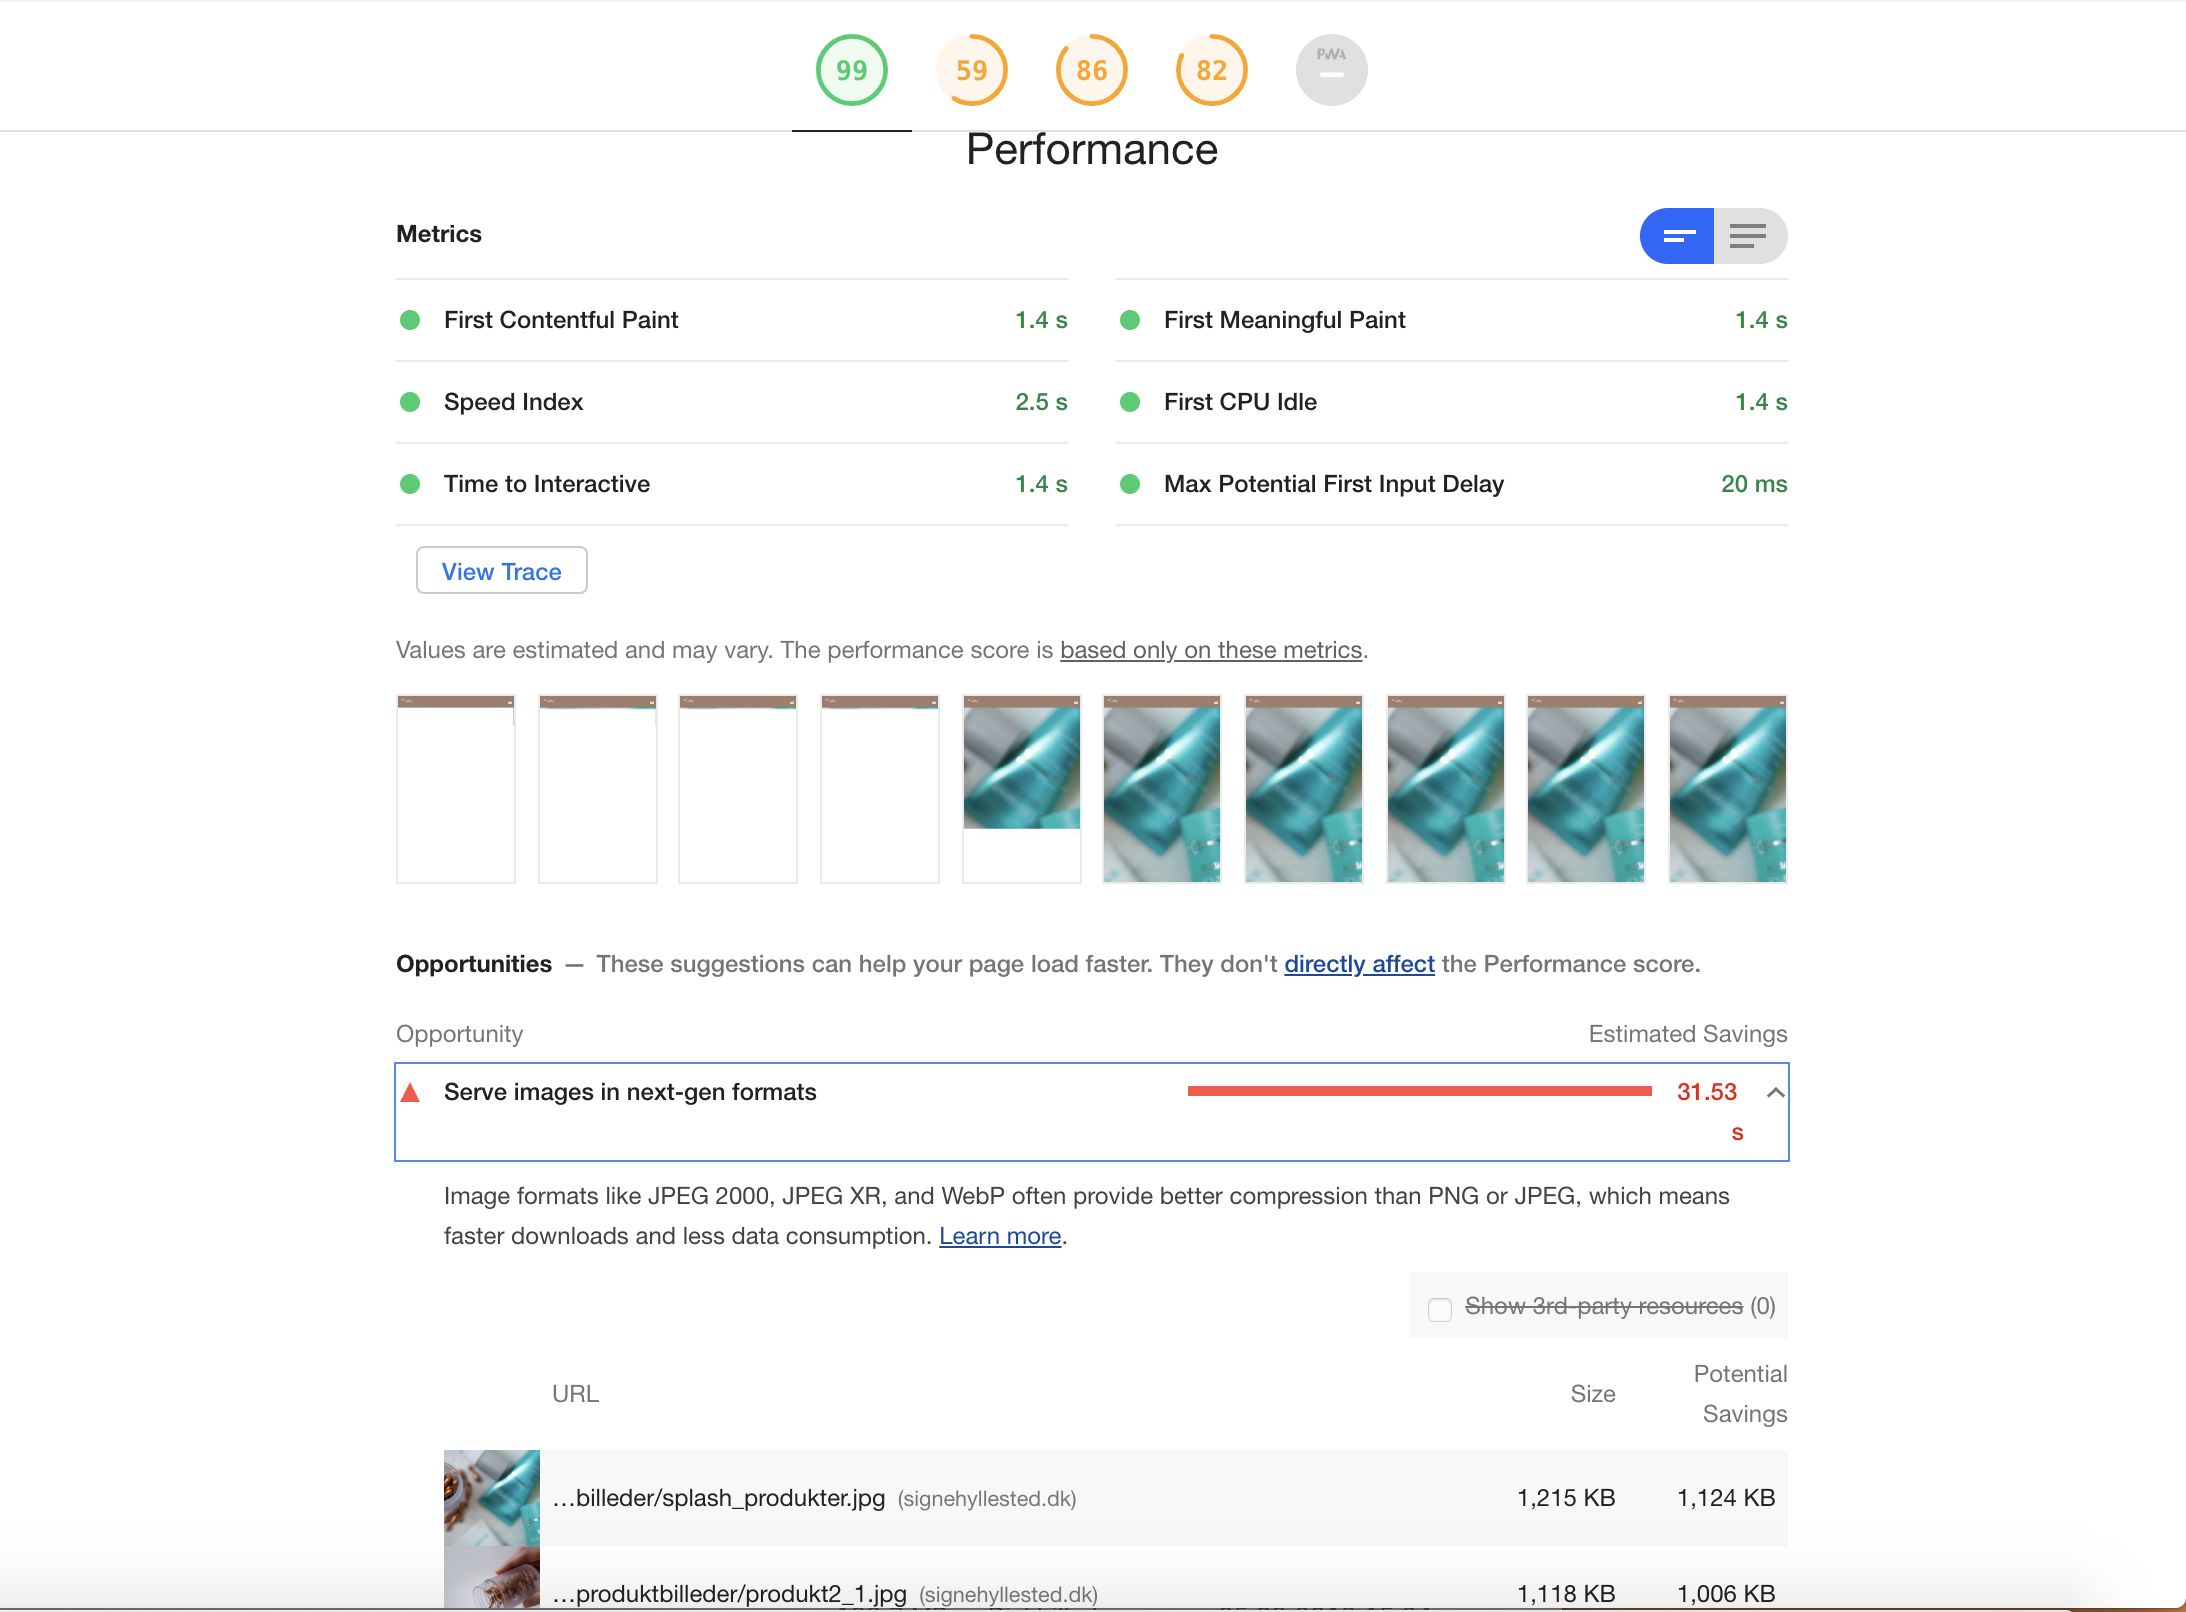 99
59
86
82
PWA
Performance
Metrics
First Contentful Paint 1.4 s
First Meaningful Paint 1.4 s
Speed Index 2.5 s
First CPU Idle 1.4 s
Time to Interactive 1.4 s
Max Potential First Input Delay 20 ms
View Trace
Values are estimated and may vary. The performance score is based only on these metrics.
Opportunities — These suggestions can help your page load faster. They don't directly affect the Performance score.
Opportunity Estimated Savings
Serve images in next-gen formats 31.53
s
Image formats like JPEG 2000, JPEG XR, and WebP often provide better compression than PNG or JPEG, which means
faster downloads and less data consumption. Learn more.
Show 3rd-party resources (0)
URL Size Potential
Savings
…billeder/splash_produkter.jpg (signehyllested.dk) 1,215 KB 1,124 KB
…produktbilleder/produkt2_1.jpg (signehyllested.dk) 1,118 KB 1,006 KB